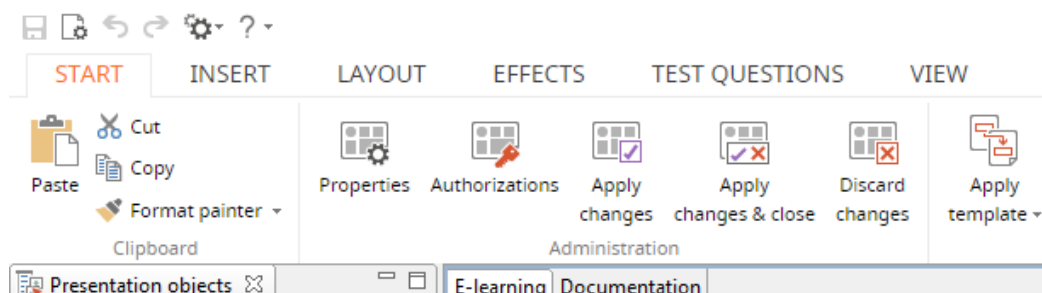 ?
START INSERT LAYOUT EFFECTS TEST QUESTIONS VIEW
Paste
Cut
Copy
Format painter
Clipboard
Properties
Authorizations
Apply
changes
Apply
changes & close
Discard
changes
Administration
Apply
template
Presentation objects
E-learning Documentation